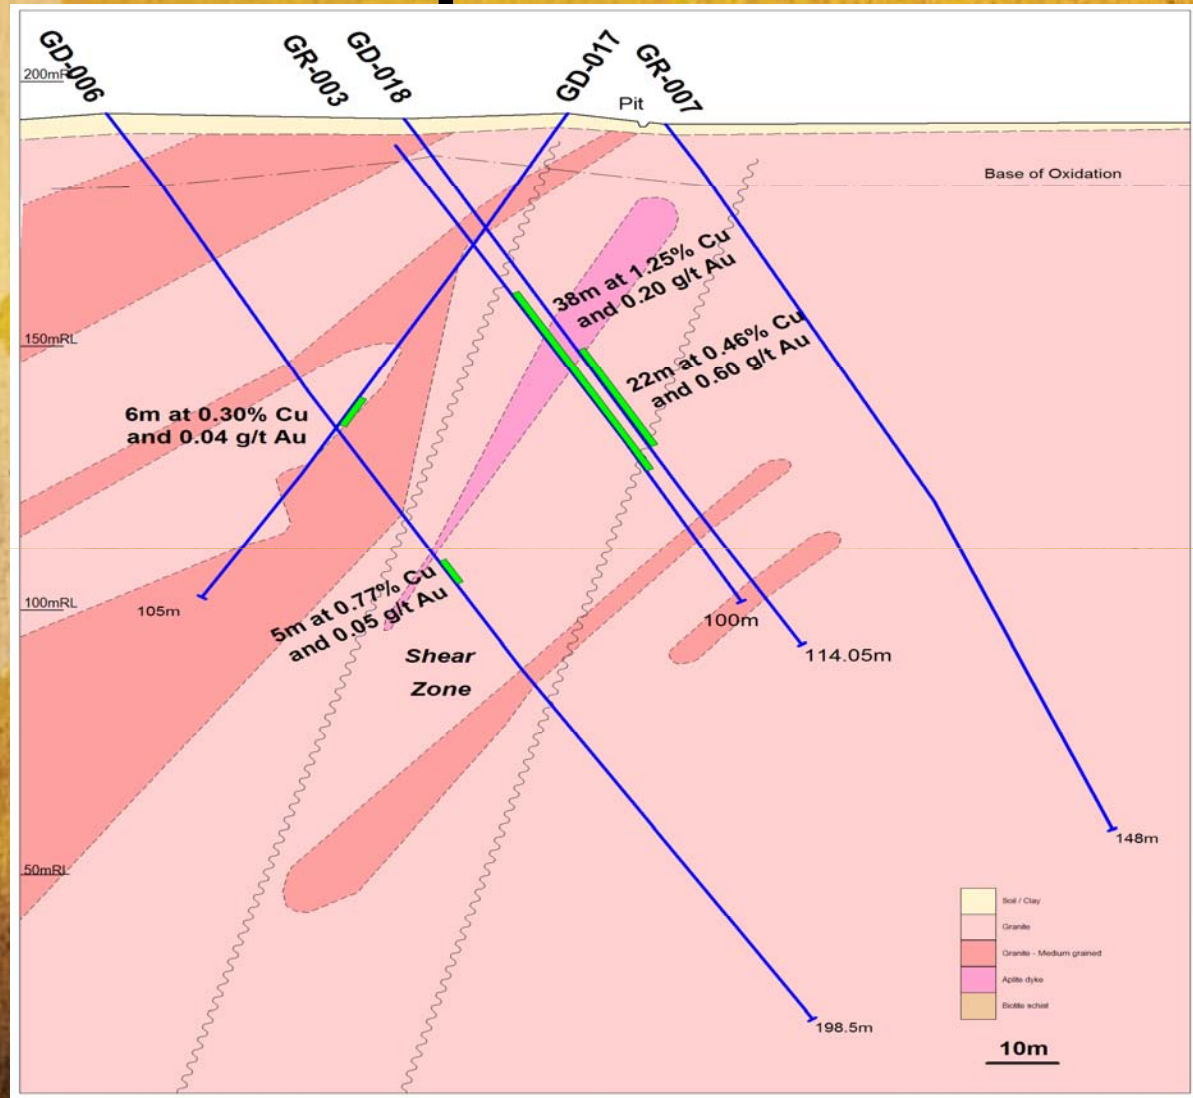 GD-006
GR-003
GD-018
GD-017
GR-007
200mRL
Pit
Base of Oxidation
38m at 1.25% Cu
and 0.20 g/t Au
150mRL
22m at 0.46% Cu
and 0.60 g/t Au
6m at 0.30% Cu
and 0.04 g/t Au
5m at 0.77% Cu
and 0.05 g/t Au
100mRL
105m
100m
Shear
Zone
114.05m
148m
50mRL
198.5m
Soil / Clay
Granite
Granite - Medium grained
Aplite dyke
Biotite schist
10m